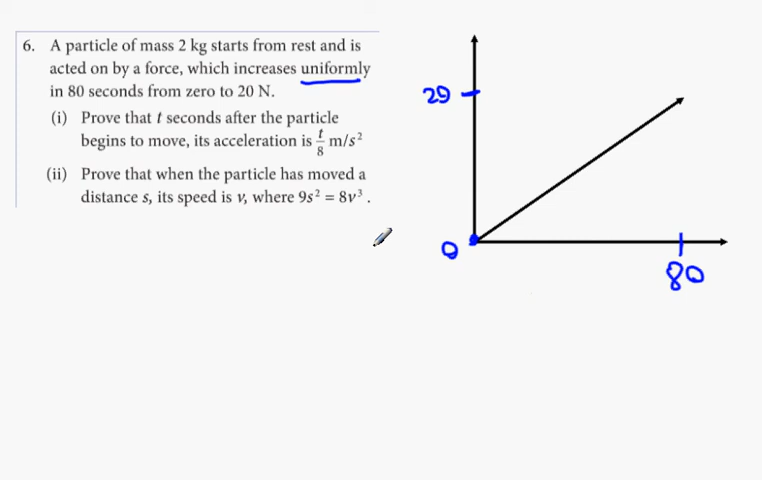 6. A particle of mass 2 kg starts from rest and is
acted on by a force, which increases uniformly
in 80 seconds from zero to 20 N.
(i) Prove that t seconds after the particle
begins to move, its acceleration is t/8 m/s²
(ii) Prove that when the particle has moved a
distance s, its speed is v, where 9s² = 8v³.
20
0
80